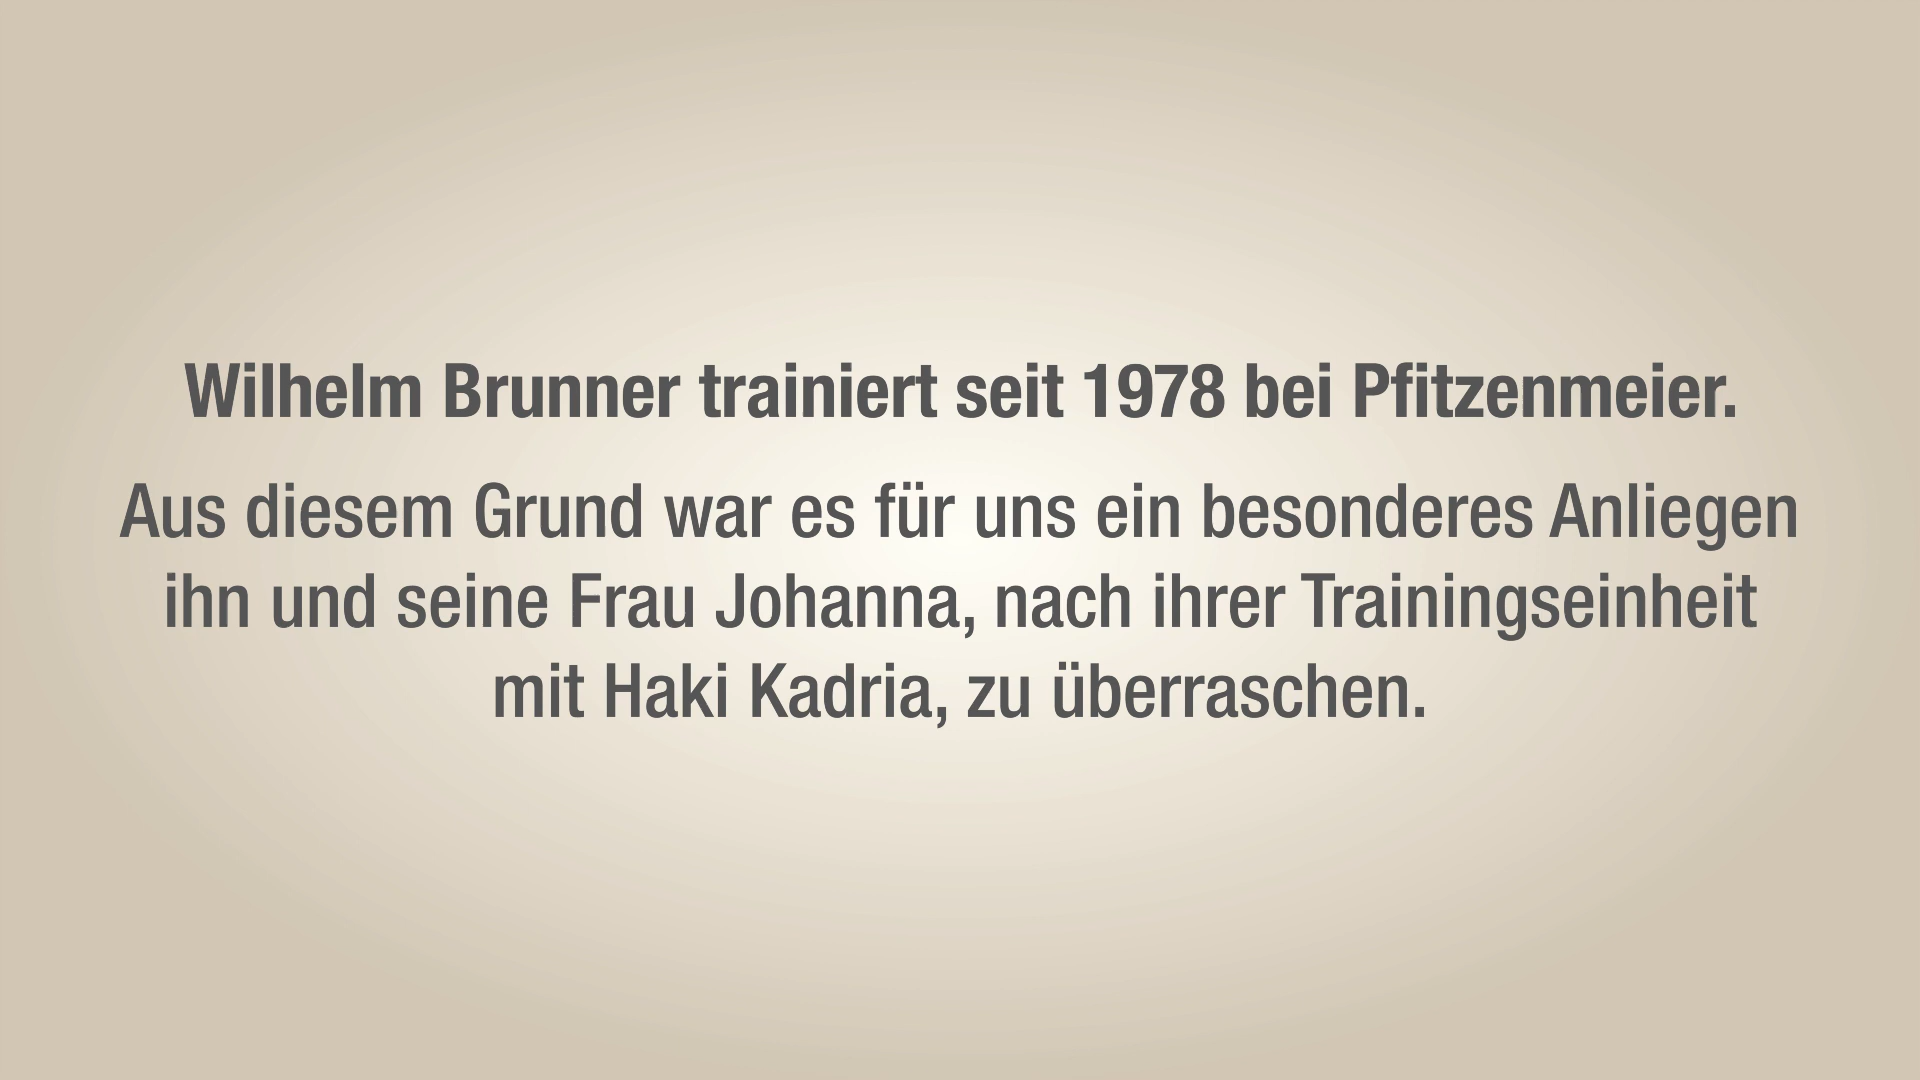 Wilhelm Brunner trainiert seit 1978 bei Pfitzenmeier.
Aus diesem Grund war es für uns ein besonderes Anliegen
ihn und seine Frau Johanna, nach ihrer Trainingseinheit
mit Haki Kadria, zu überraschen.